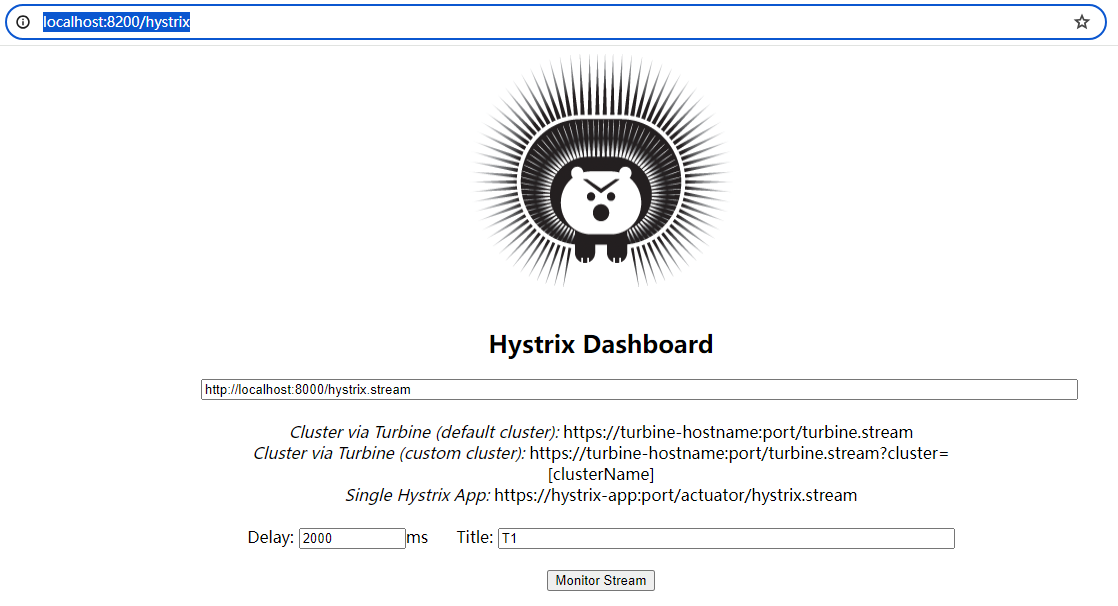 localhost:8200/hystrix
Hystrix Dashboard
http://localhost:8000/hystrix.stream
Cluster via Turbine (default cluster): https://turbine-hostname:port/turbine.stream
Cluster via Turbine (custom cluster): https://turbine-hostname:port/turbine.stream?cluster=
[clusterName]
Single Hystrix App: https://hystrix-app:port/actuator/hystrix.stream
Delay: 2000 ms Title: T1
Monitor Stream